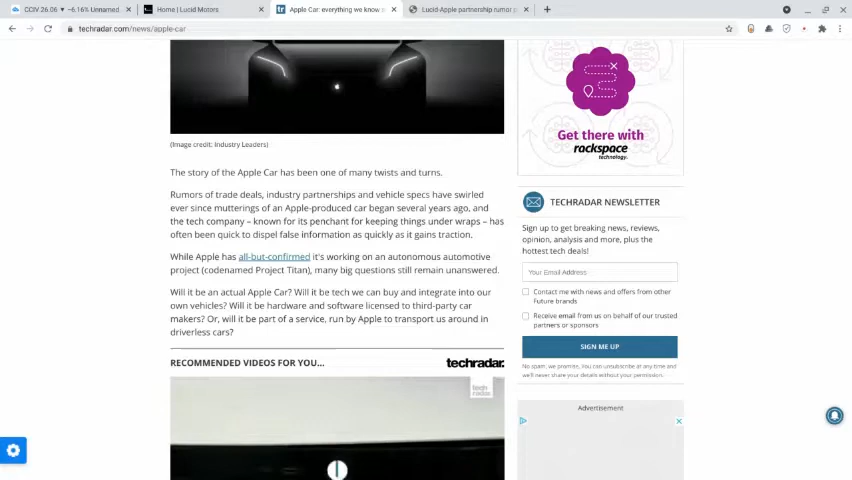 CCIV 26.06 ▼ −6.16% Unnamed
Home | Lucid Motors
Apple Car: everything we know
Lucid-Apple partnership rumor
techradar.com/news/apple-car
(Image credit: Industry Leaders)
The story of the Apple Car has been one of many twists and turns.
Rumors of trade deals, industry partnerships and vehicle specs have swirled
ever since mutterings of an Apple-produced car began several years ago, and
the tech company – known for its penchant for keeping things under wraps – has
often been quick to dispel false information as quickly as it gains traction.
While Apple has all-but-confirmed it's working on an autonomous automotive
project (codenamed Project Titan), many big questions still remain unanswered.
Will it be an actual Apple Car? Will it be tech we can buy and integrate into our
own vehicles? Will it be hardware and software licensed to third-party car
makers? Or, will it be part of a service, run by Apple to transport us around in
driverless cars?
RECOMMENDED VIDEOS FOR YOU...
techradar.
tech
radar.
Get there with
rackspace
technology.
TECHRADAR NEWSLETTER
Sign up to get breaking news, reviews,
opinion, analysis and more, plus the
hottest tech deals!
Your Email Address
Contact me with news and offers from other
Future brands
Receive email from us on behalf of our trusted
partners or sponsors
SIGN ME UP
No spam, we promise. You can unsubscribe at any time and
we'll never share your details without your permission.
Advertisement